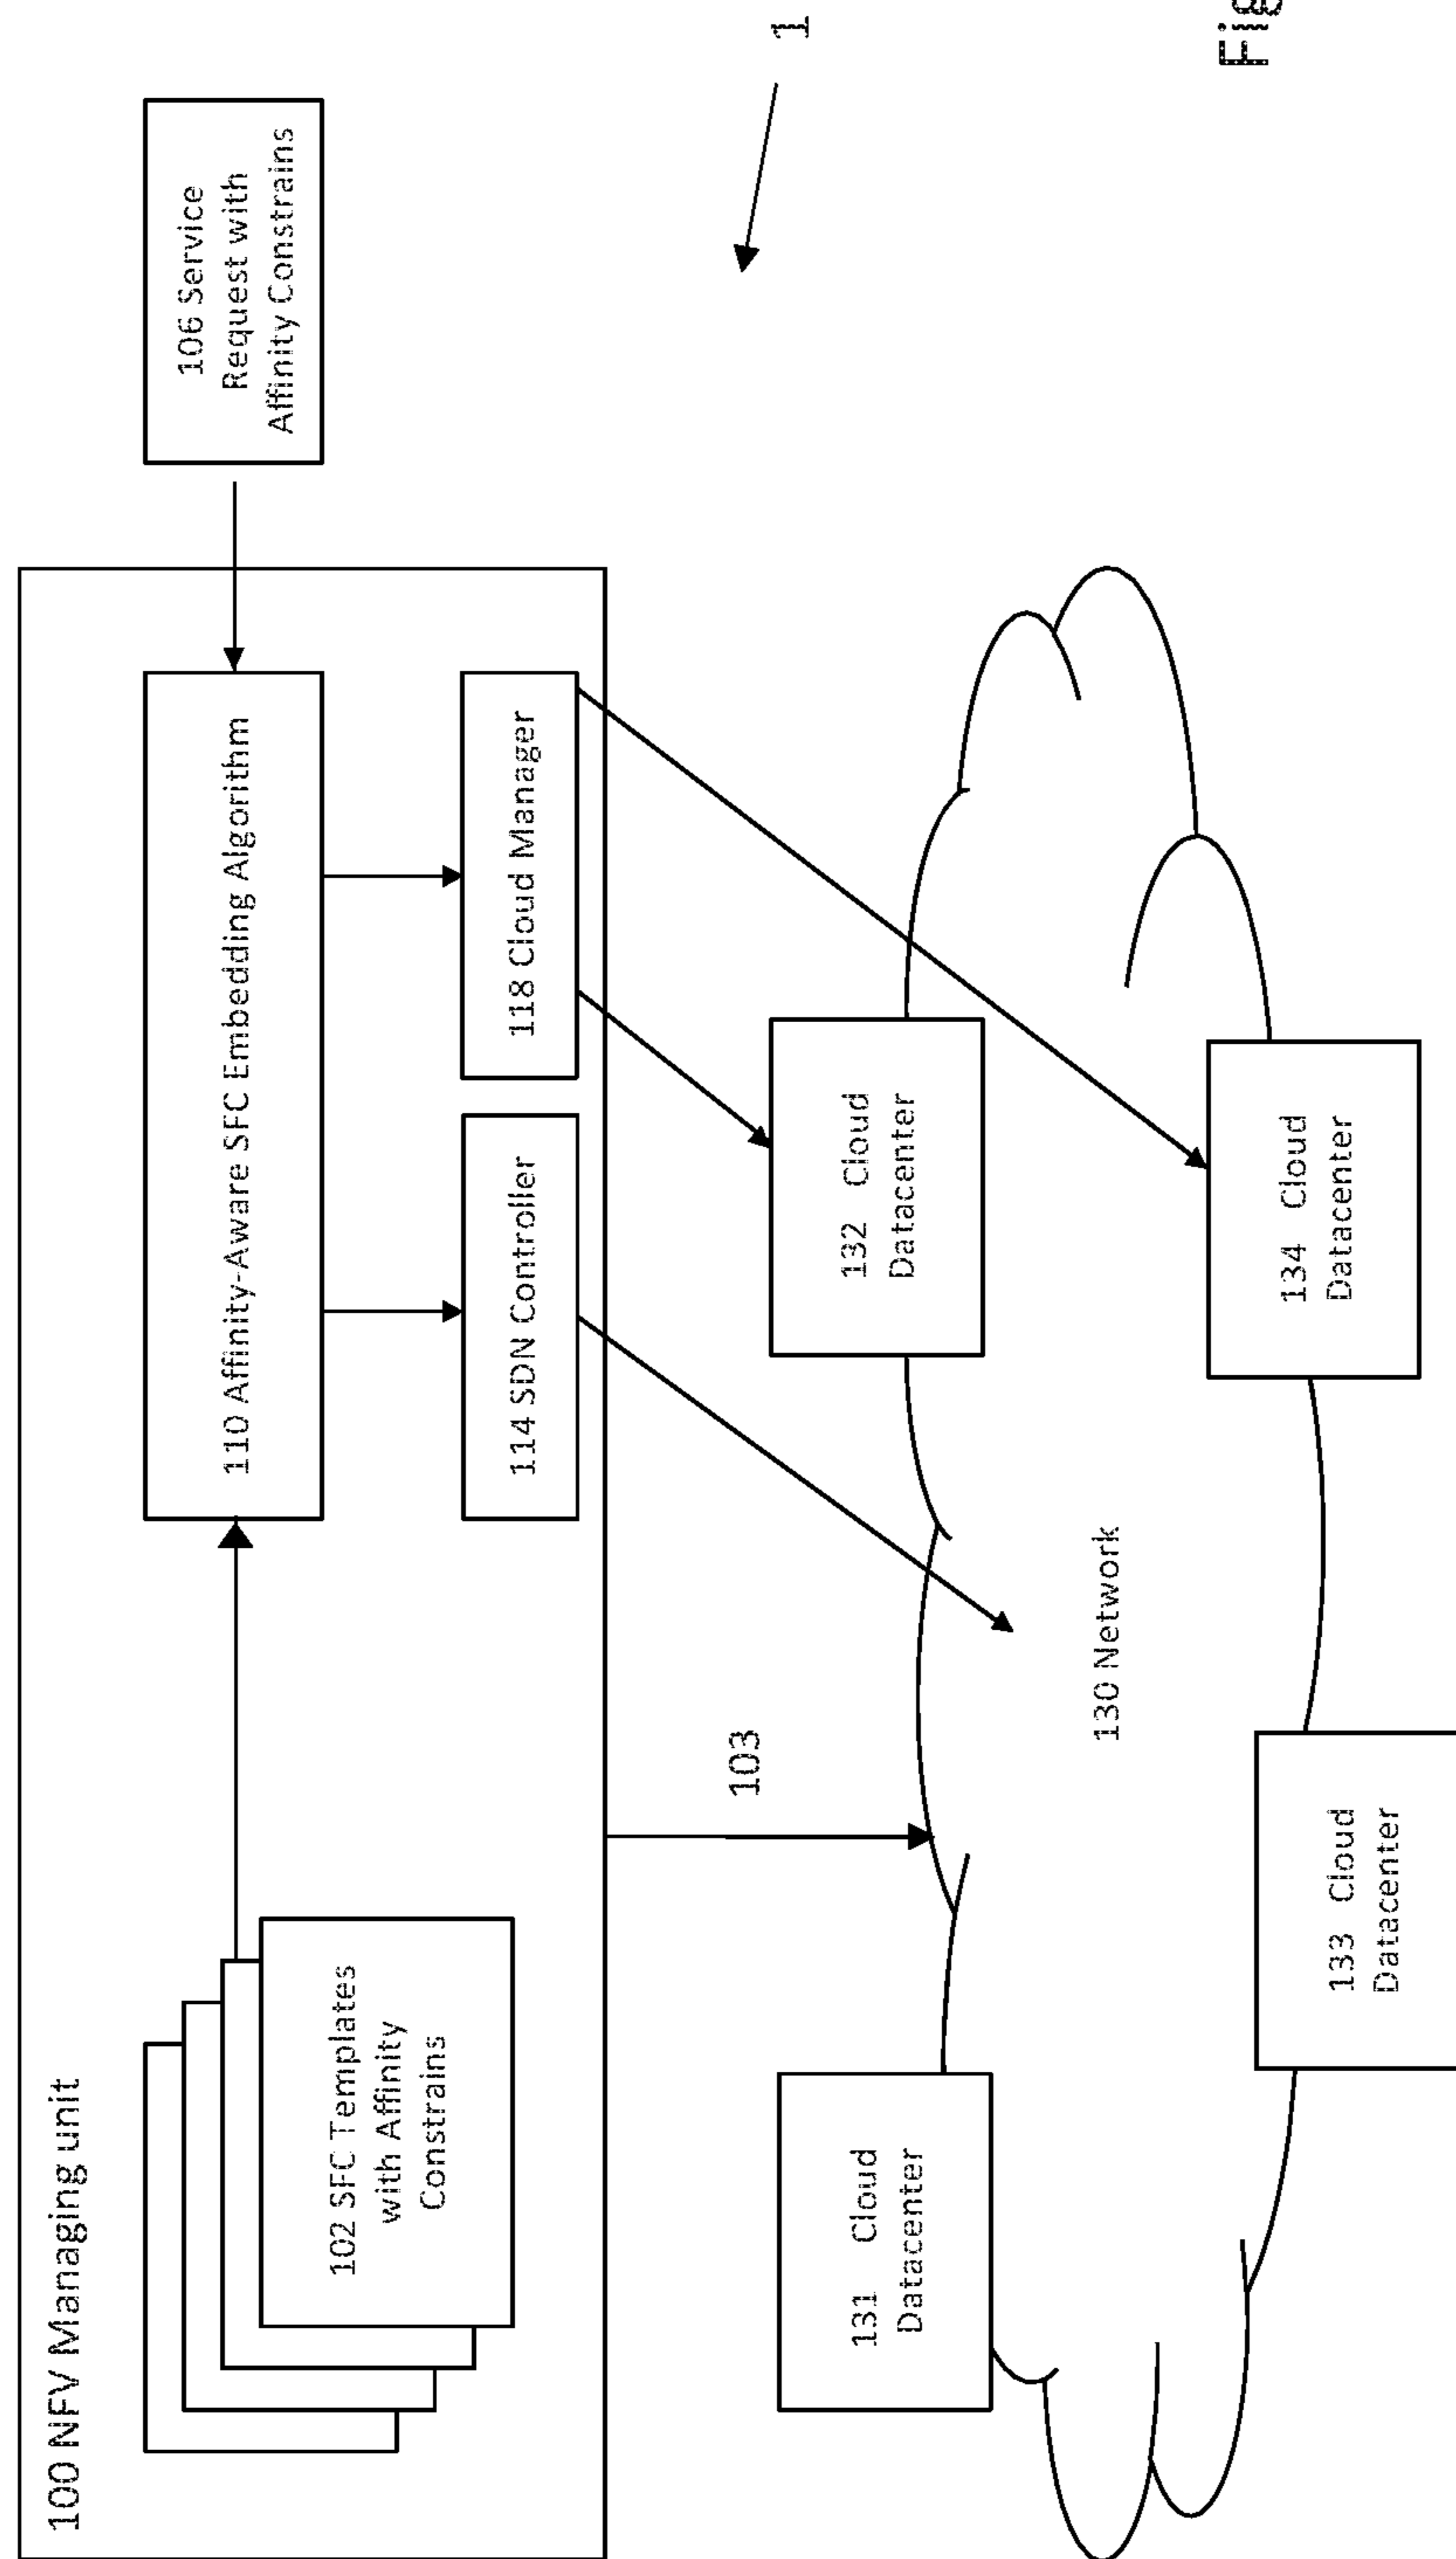 100 NFV Managing unit
102 SFC Templates
with Affinity
Constrains
110 Affinity-Aware SFC Embedding Algorithm
106 Service
Request with
Affinity Constrains
114 SDN Controller
118 Cloud Manager
103
1
131 Cloud
Datacenter
132 Cloud
Datacenter
130 Network
133 Cloud
Datacenter
134 Cloud
Datacenter
Fig